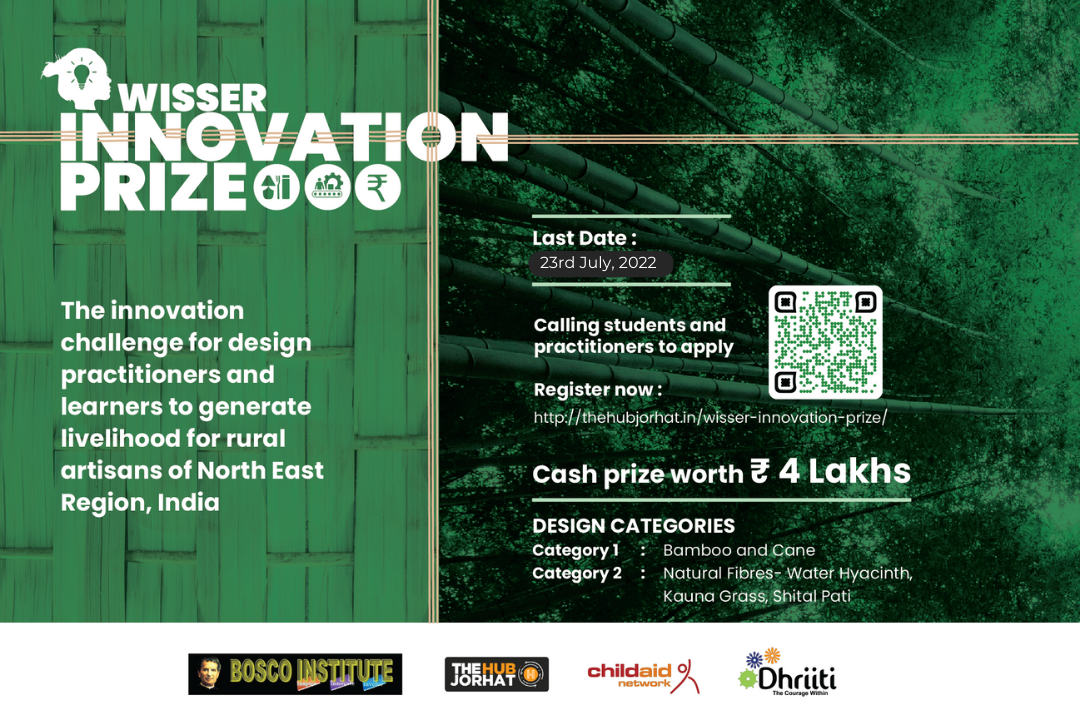 WISSER
INNOVATION
PRIZE
The innovation
challenge for design
practitioners and
learners to generate
livelihood for rural
artisans of North East
Region, India
Last Date :
23rd July, 2022
Calling students and
practitioners to apply
Register now :
http://thehubjorhat.in/wisser-innovation-prize/
Cash prize worth ₹ 4 Lakhs
DESIGN CATEGORIES
Category 1 : Bamboo and Cane
Category 2 : Natural Fibres- Water Hyacinth,
Kauna Grass, Shital Pati
BOSCO INSTITUTE
THE HUB
JORHAT
childaid
network
Dhriiti
The Courage Within